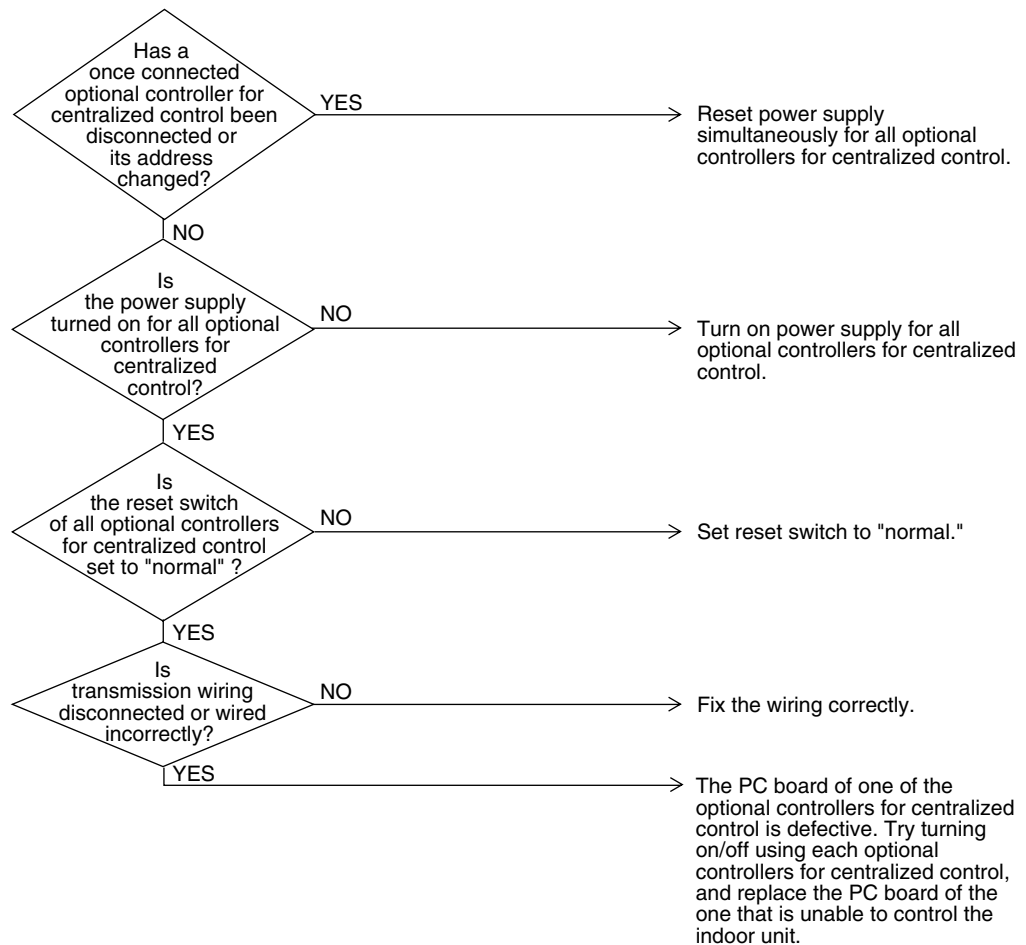 Has a
once connected
optional controller for
centralized control been
disconnected or
its address
changed?
YES
Reset power supply
simultaneously for all optional
controllers for centralized control.
NO
Is
the power supply
turned on for all optional
controllers for
centralized
control?
NO
Turn on power supply for all
optional controllers for centralized
control.
YES
Is
the reset switch
of all optional controllers
for centralized control
set to "normal" ?
NO
Set reset switch to "normal."
YES
Is
transmission wiring
disconnected or wired
incorrectly?
NO
Fix the wiring correctly.
YES
The PC board of one of the
optional controllers for centralized
control is defective. Try turning
on/off using each optional
controllers for centralized control,
and replace the PC board of the
one that is unable to control the
indoor unit.